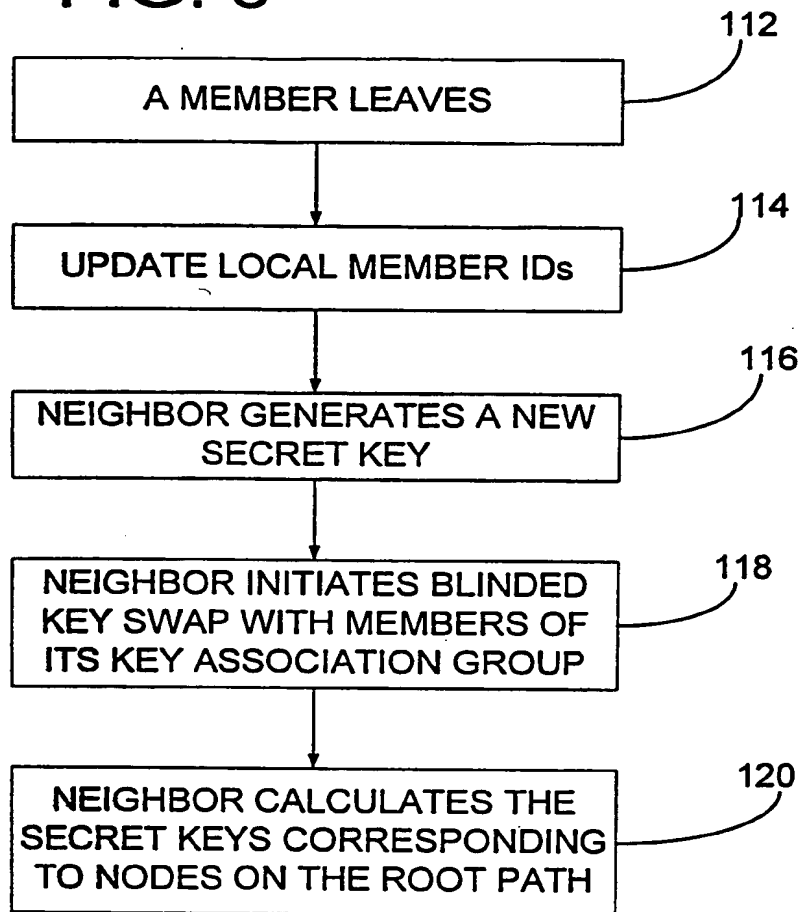 112
A MEMBER LEAVES
114
UPDATE LOCAL MEMBER IDs
116
NEIGHBOR GENERATES A NEW
SECRET KEY
118
NEIGHBOR INITIATES BLINDED
KEY SWAP WITH MEMBERS OF
ITS KEY ASSOCIATION GROUP
120
NEIGHBOR CALCULATES THE
SECRET KEYS CORRESPONDING
TO NODES ON THE ROOT PATH